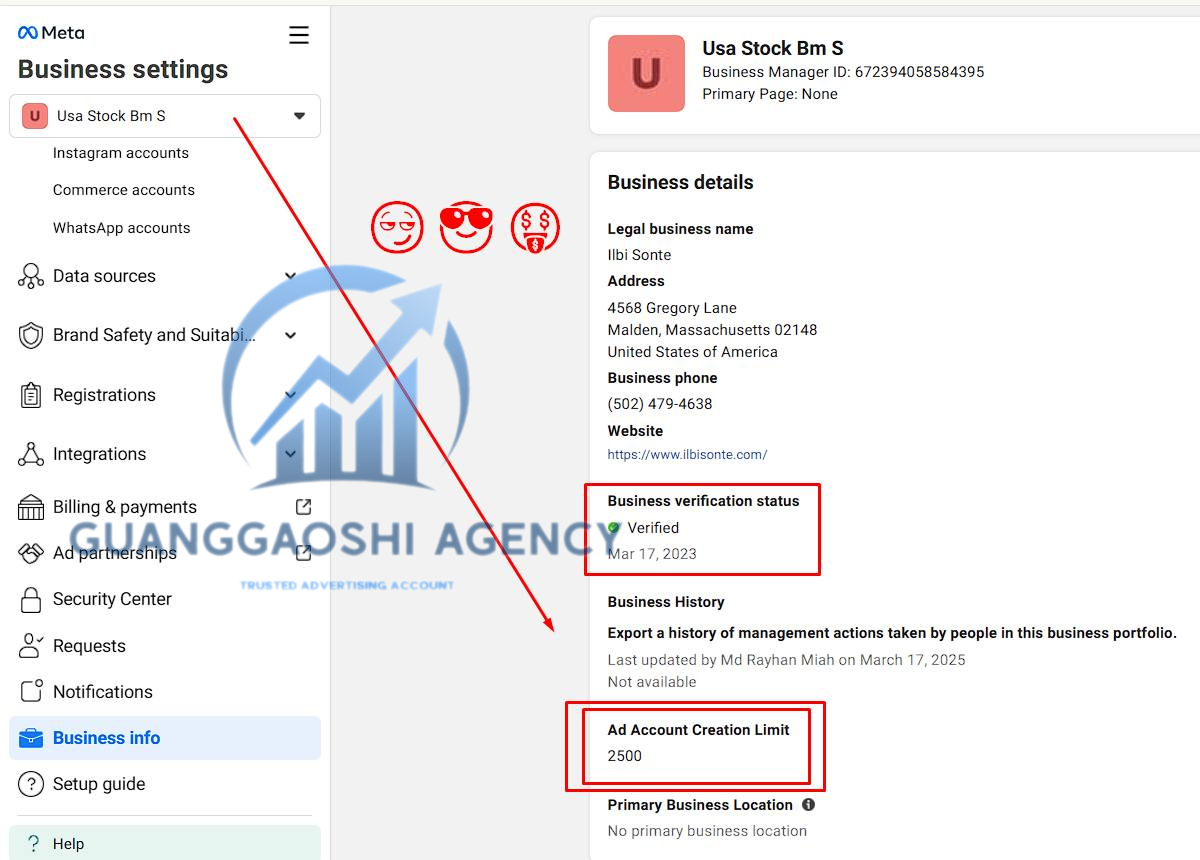 Meta
Business settings
U
Usa Stock Bm S
Instagram accounts
Commerce accounts
WhatsApp accounts
Data sources
Brand Safety and Suitabi...
Registrations
Integrations
Billing & payments
Ad partnerships
Security Center
Requests
Notifications
Business info
? Setup guide
? Help
GUANGGAOSHI AGENCY
TRUSTED ADVERTISING ACCOUNT
$ $
$
U
Usa Stock Bm S
Business Manager ID: 672394058584395
Primary Page: None
Business details
Legal business name
Ilbi Sonte
Address
4568 Gregory Lane
Malden, Massachusetts 02148
United States of America
Business phone
(502) 479-4638
Website
https://www.ilbisonte.com/
Business verification status
Verified
Mar 17, 2023
Business History
Export a history of management actions taken by people in this business portfolio.
Last updated by Md Rayhan Miah on March 17, 2025
Not available
Ad Account Creation Limit
2500
Primary Business Location
No primary business location